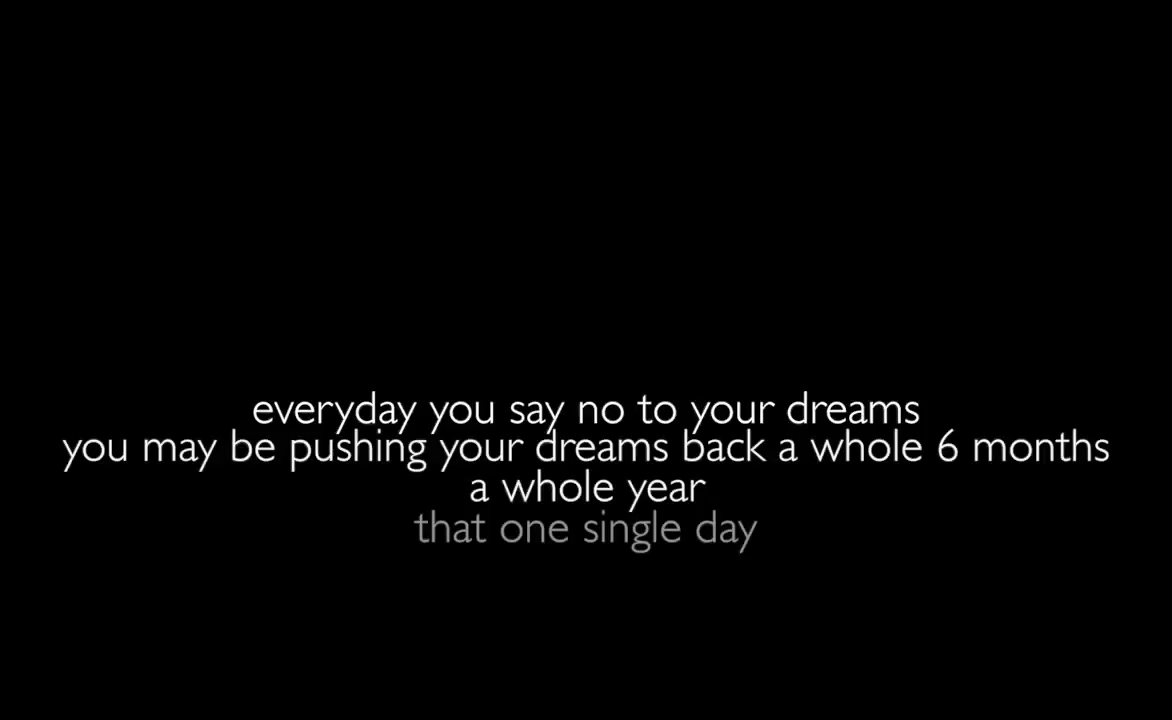 everyday you say no to your dreams
you may be pushing your dreams back a whole 6 months
a whole year
that one single day